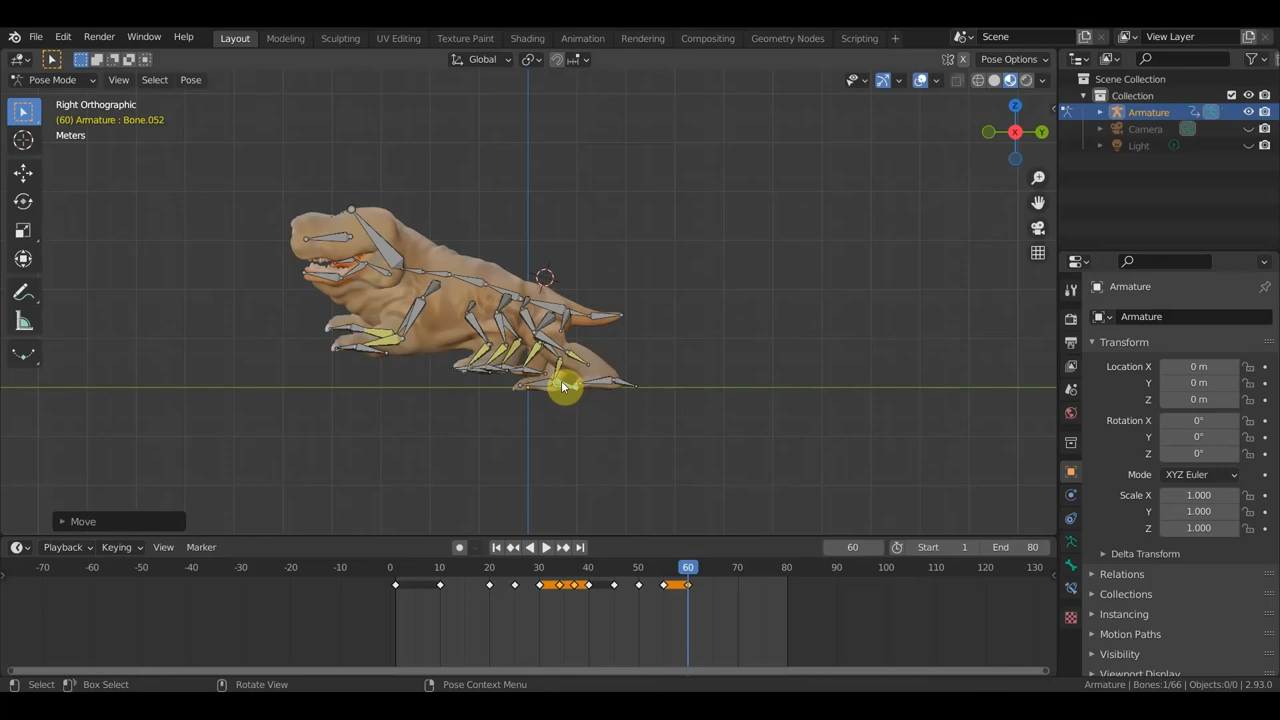 File Edit Render Window Help Layout Modeling Sculpting UV Editing Texture Paint Shading Animation Rendering Compositing Geometry Nodes Scripting + Scene View Layer
Global Pose Options
Pose Mode View Select Pose
Scene Collection
Collection
Armature
Camera
Light
Right Orthographic
(60) Armature : Bone.052
Meters
Z
X
Y
Armature
Armature
Transform
Location X 0 m
Y 0 m
Z 0 m
Rotation X 0°
Y 0°
Z 0°
Mode XYZ Euler
Scale X 1.000
Y 1.000
Z 1.000
Delta Transform
Relations
Collections
Instancing
Motion Paths
Visibility
Viewport Display
Move
Playback Keying View Marker 60 Start 1 End 80
-70 -60 -50 -40 -30 -20 -10 0 10 20 30 40 50 60 70 80 90 100 110 120 130
Select Box Select Rotate View Pose Context Menu Armature | Bones:1/66 | Objects:0/0 | 2.93.0